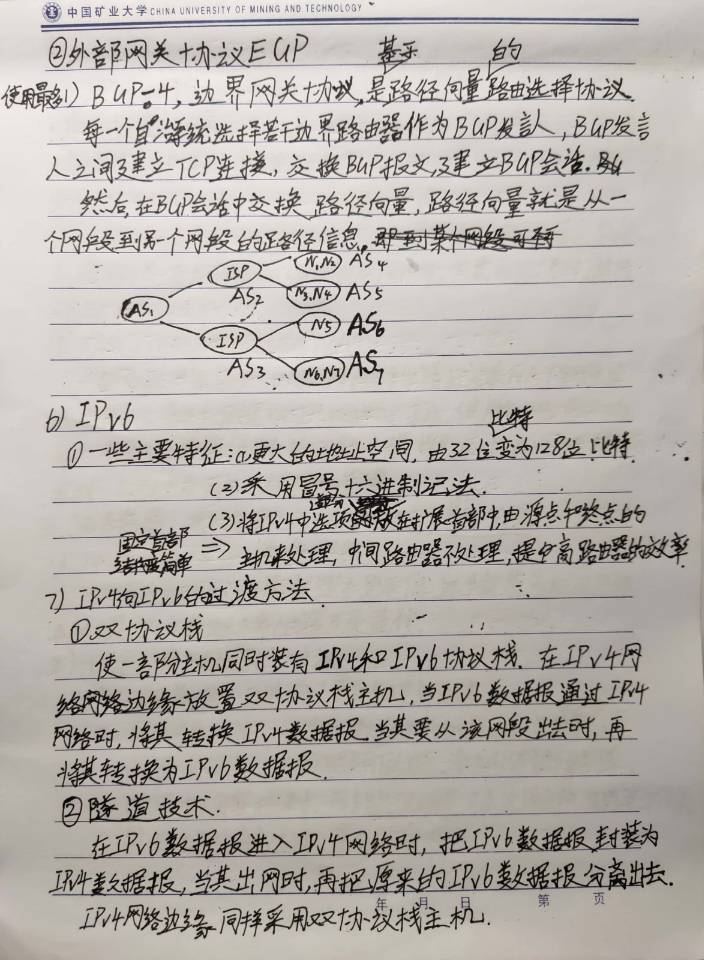 中国矿业大学 CHINA UNIVERSITY OF MINING AND TECHNOLOGY
②外部网关协议EGP
基于 的
使用最多 1) BGP-4, 边界网关协议, 是路径向量路由选择协议.
每一个自治系统选择若干边界路由器作为BGP发言人, BGP发言
人之间建立TCP连接, 交换BGP报文, 建立BGP会话.
然后, 在BGP会话中交换路径向量, 路径向量就是从一
个网段到另一个网段的路径信息.
ISP N1,N2 AS4
AS1 AS2 N3,N4 AS5
ISP N5 AS6
AS3 N6,N7 AS7
6) IPv6
比特
①一些主要特征: a,更大的地址空间, 由32位变为128位比特.
(2)采用冒号十六进制记法.
(3)将IPv4中选项放在扩展首部中, 由源点和终点的
固定首部
结构更简单 => 主机来处理, 中间路由器不处理, 提高路由器的效率
7) IPv4向IPv6的过渡方法
①双协议栈
使一部分主机同时装有IPv4和IPv6协议栈. 在IPv4网
络网络边缘放置双协议栈主机, 当IPv6数据报通过IPv4
网络时, 将其转换IPv4数据报. 当其要从该网段出去时, 再
将其转换为IPv6数据报.
②隧道技术.
在IPv6数据报进入IPv4网络时, 把IPv6数据报封装为
IPv4数据报, 当其出网时, 再把原来的IPv6数据报分离出去.
IPv4网络边缘同样采用双协议栈主机.
年 月 日 第 页